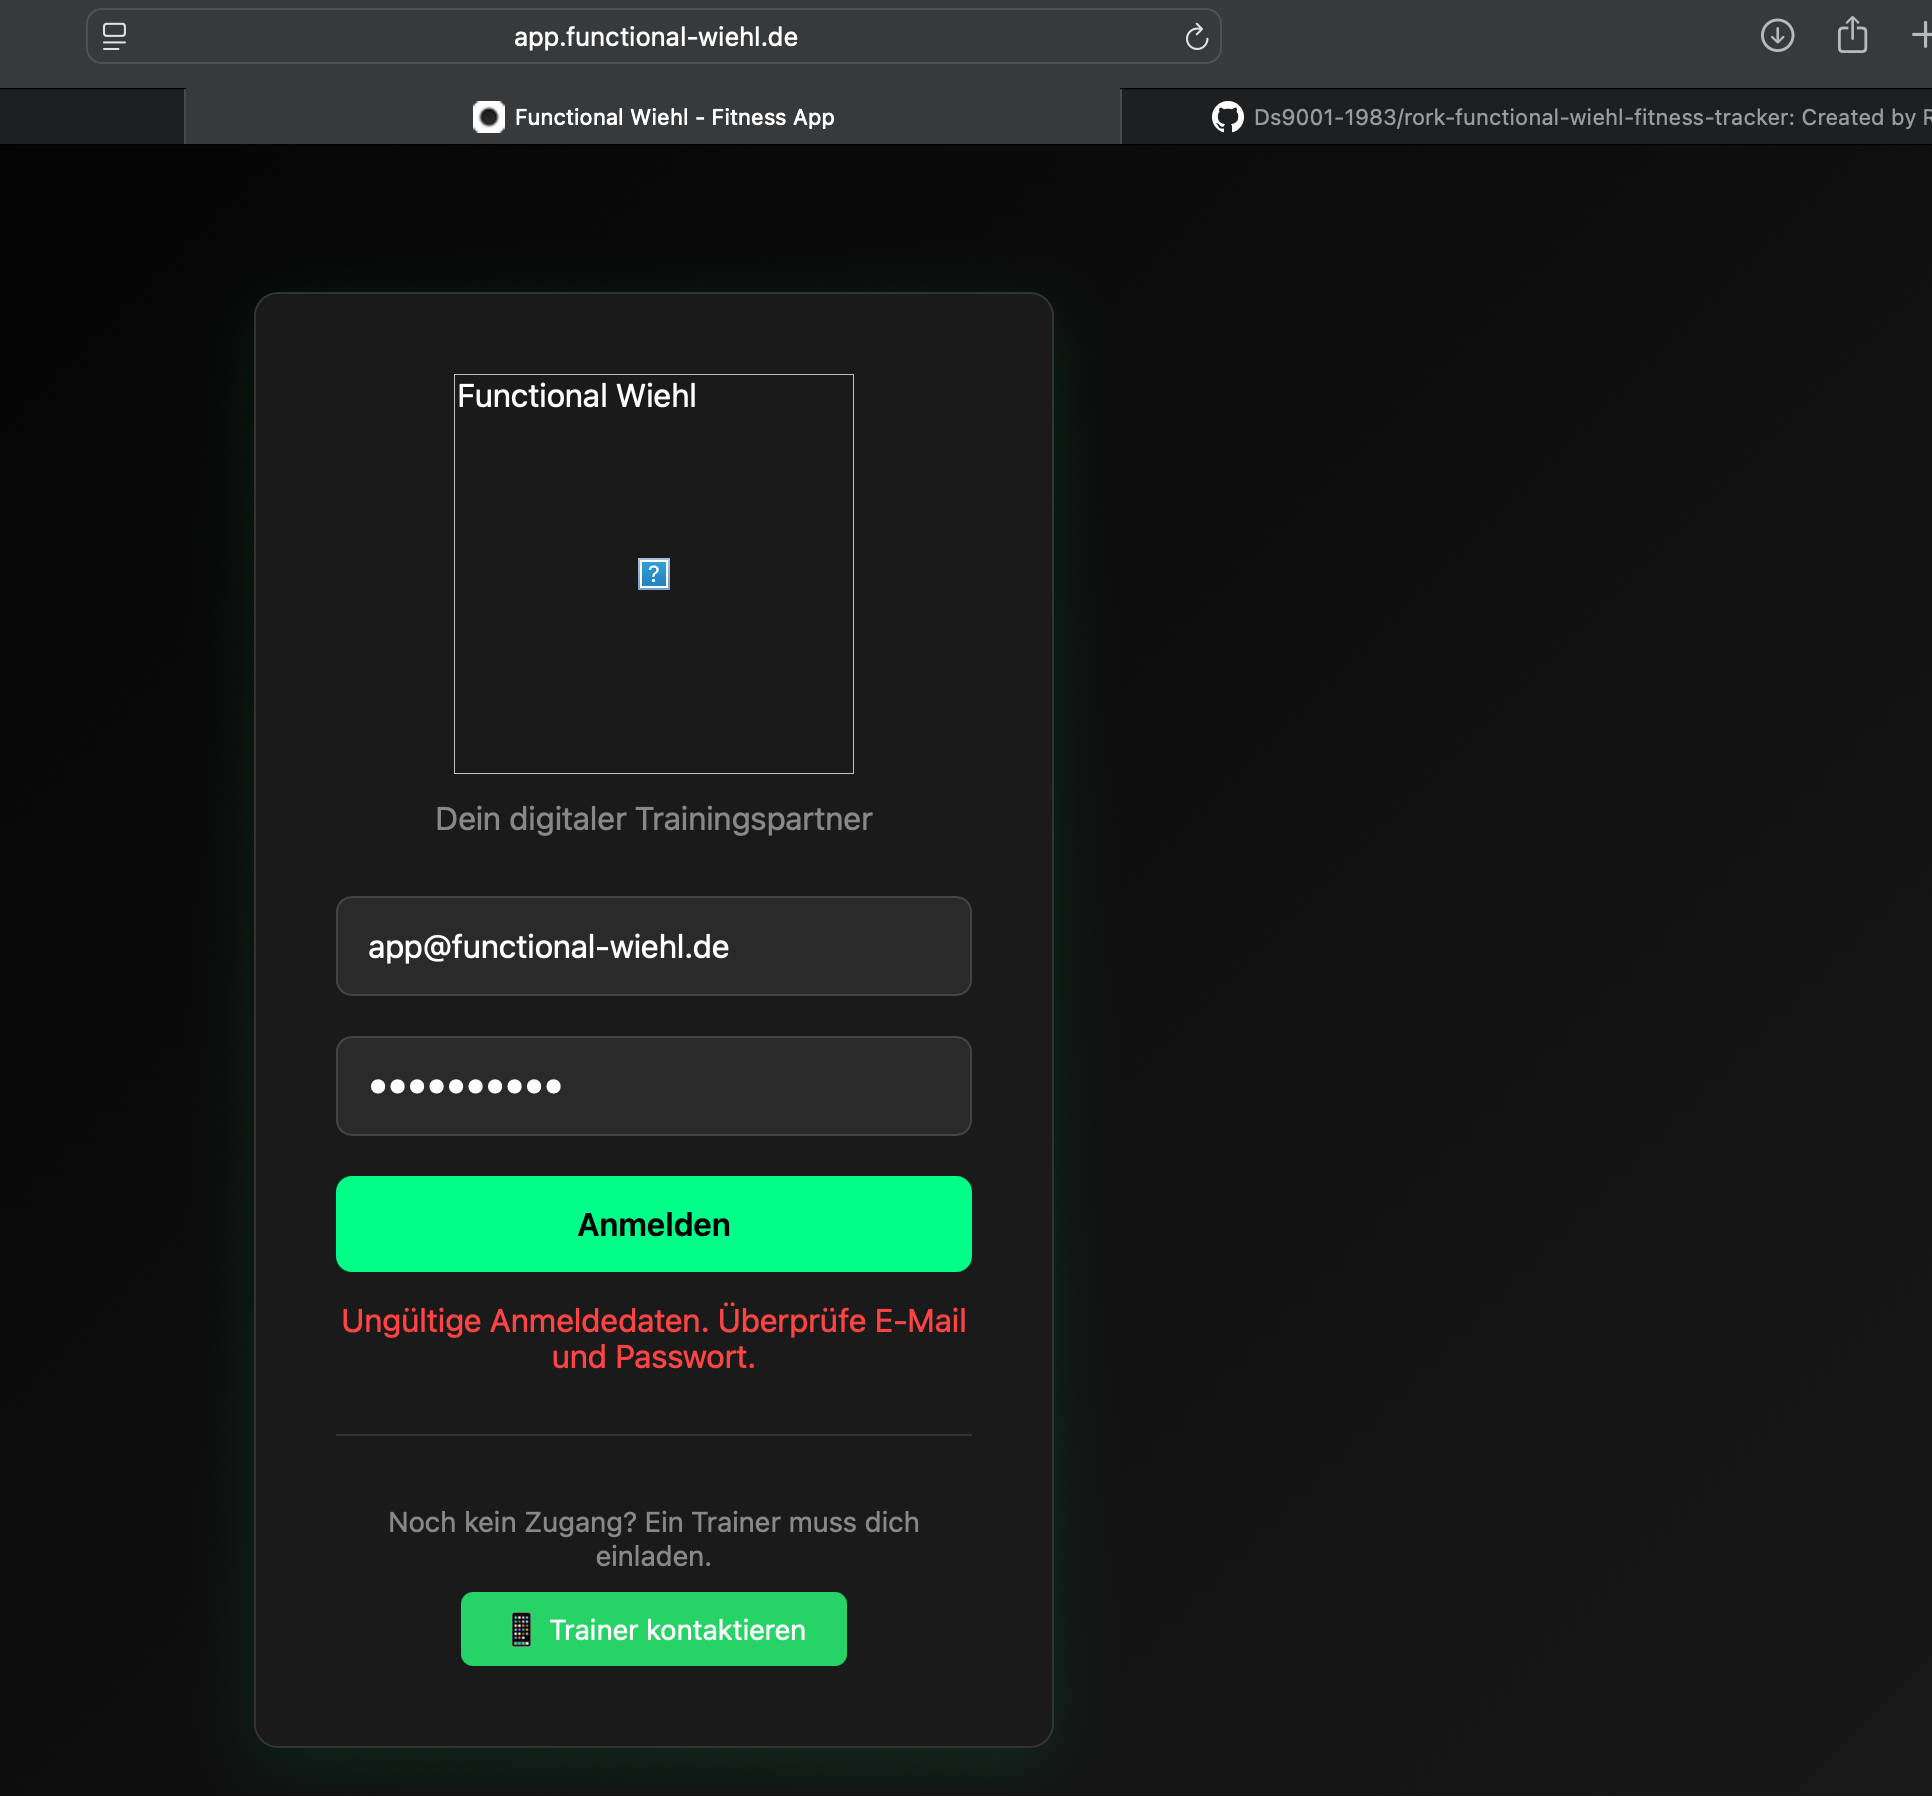 app.functional-wiehl.de
Functional Wiehl - Fitness App
Ds9001-1983/rork-functional-wiehl-fitness-tracker: Created by R
Functional Wiehl
?
Dein digitaler Trainingspartner
app@functional-wiehl.de
Anmelden
Ungültige Anmeldedaten. Überprüfe E-Mail
und Passwort.
Noch kein Zugang? Ein Trainer muss dich
einladen.
Trainer kontaktieren